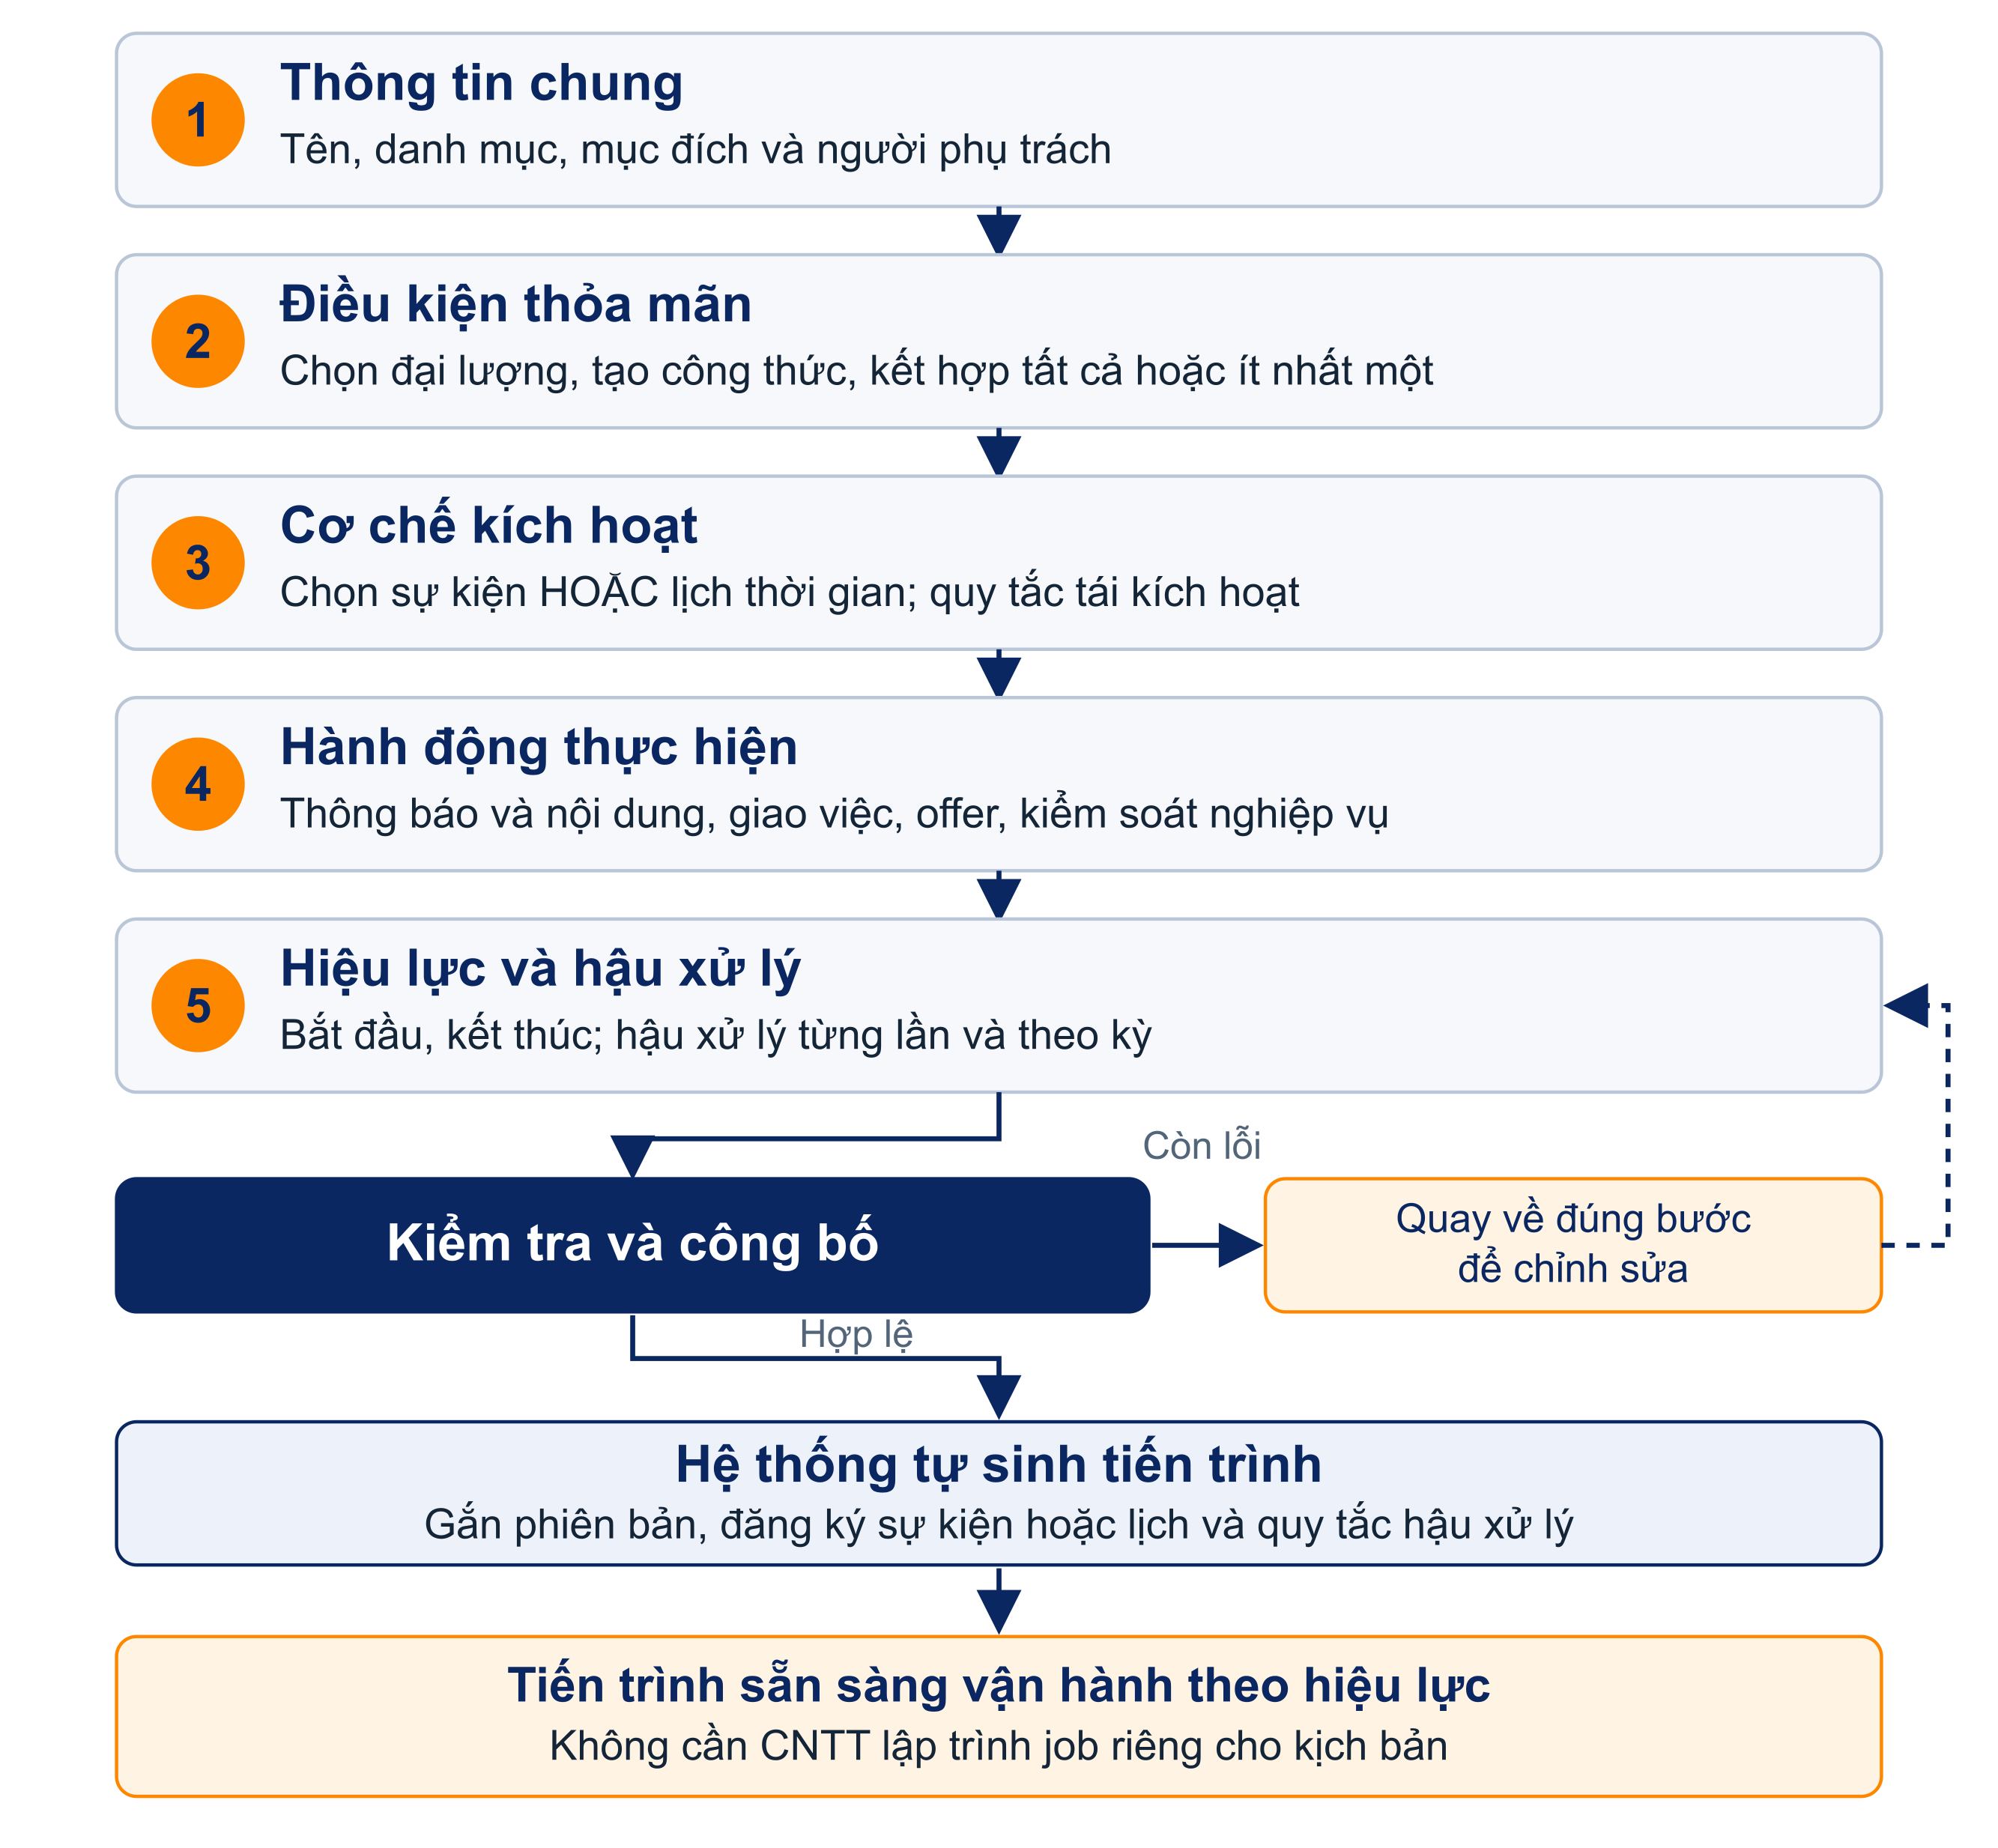 1
Thông tin chung
Tên, danh mục, mục đích và người phụ trách
2
Điều kiện thỏa mãn
Chọn đại lượng, tạo công thức, kết hợp tất cả hoặc ít nhất một
3
Cơ chế kích hoạt
Chọn sự kiện HOẶC lịch thời gian; quy tắc tái kích hoạt
4
Hành động thực hiện
Thông báo và nội dung, giao việc, offer, kiểm soát nghiệp vụ
5
Hiệu lực và hậu xử lý
Bắt đầu, kết thúc; hậu xử lý từng lần và theo kỳ
Còn lỗi
Kiểm tra và công bố
Quay về đúng bước
để chỉnh sửa
Hợp lệ
Hệ thống tự sinh tiến trình
Gắn phiên bản, đăng ký sự kiện hoặc lịch và quy tắc hậu xử lý
Tiến trình sẵn sàng vận hành theo hiệu lực
Không cần CNTT lập trình job riêng cho kịch bản